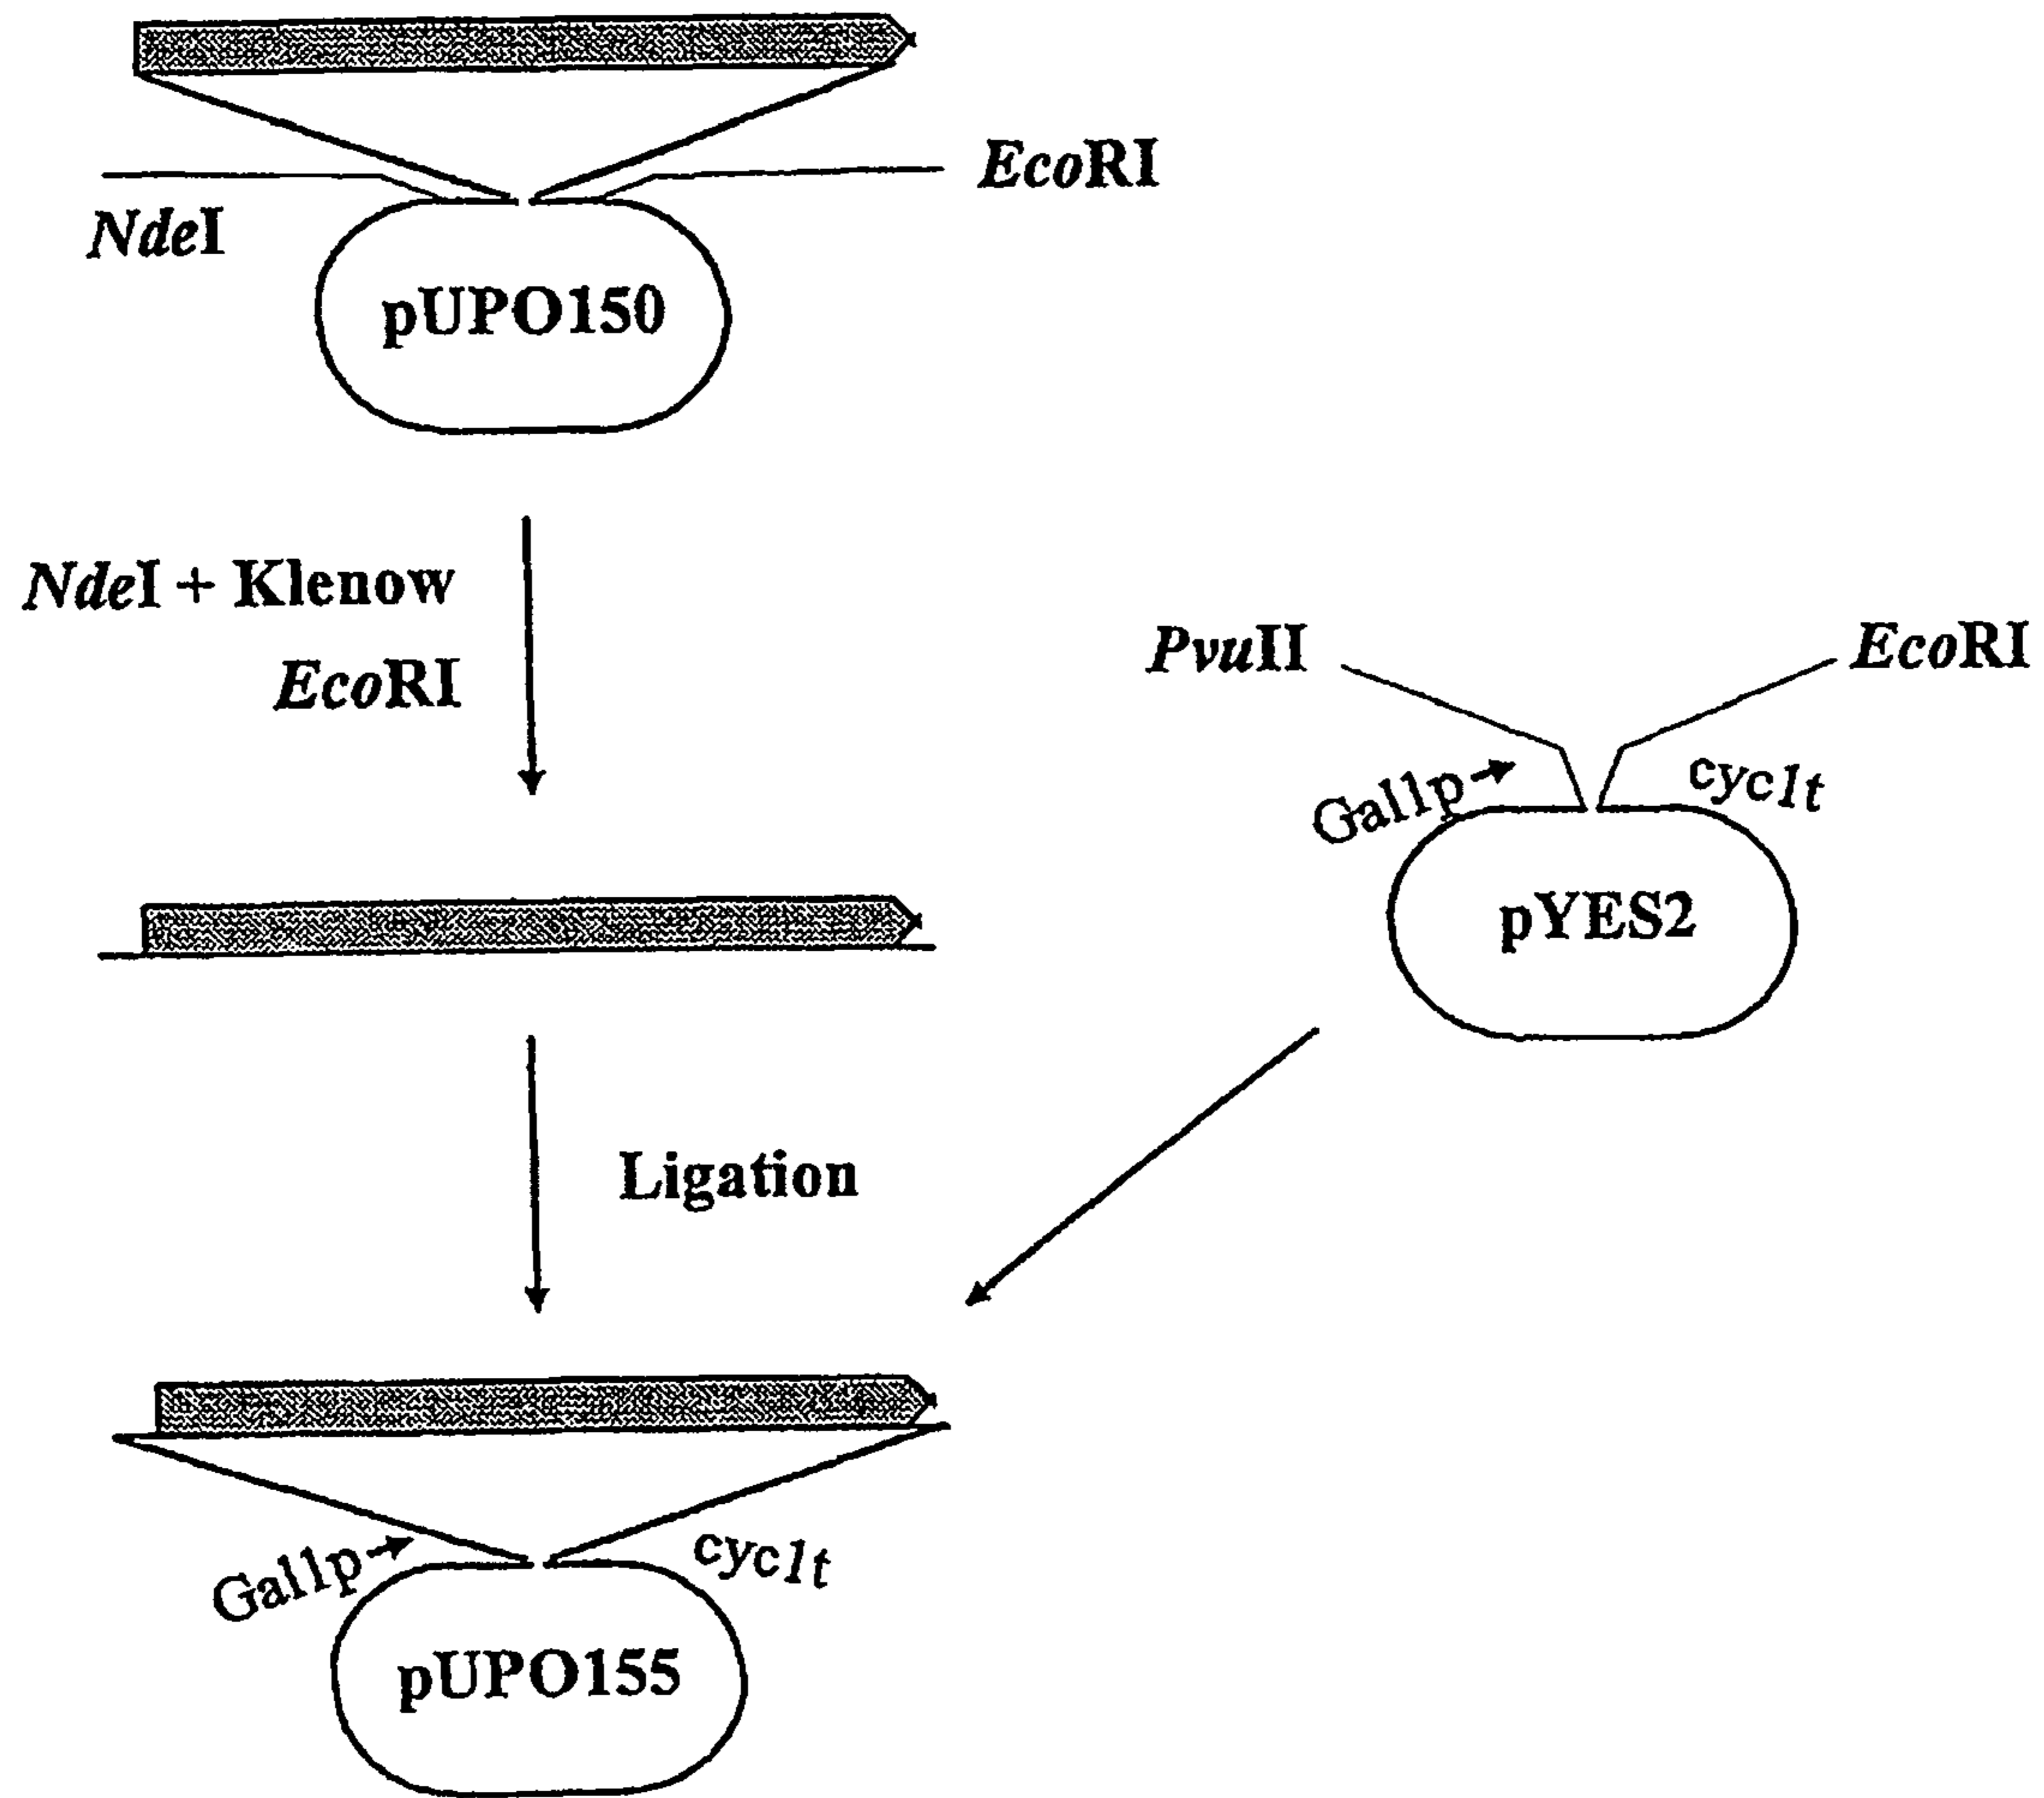 EcoRI
NdeI
pUPO150
NdeI + Klenow
EcoRI
PvuII
EcoRI
Gal1p
cyc1t
pYES2
Ligation
Gal1p
cyc1t
pUPO155